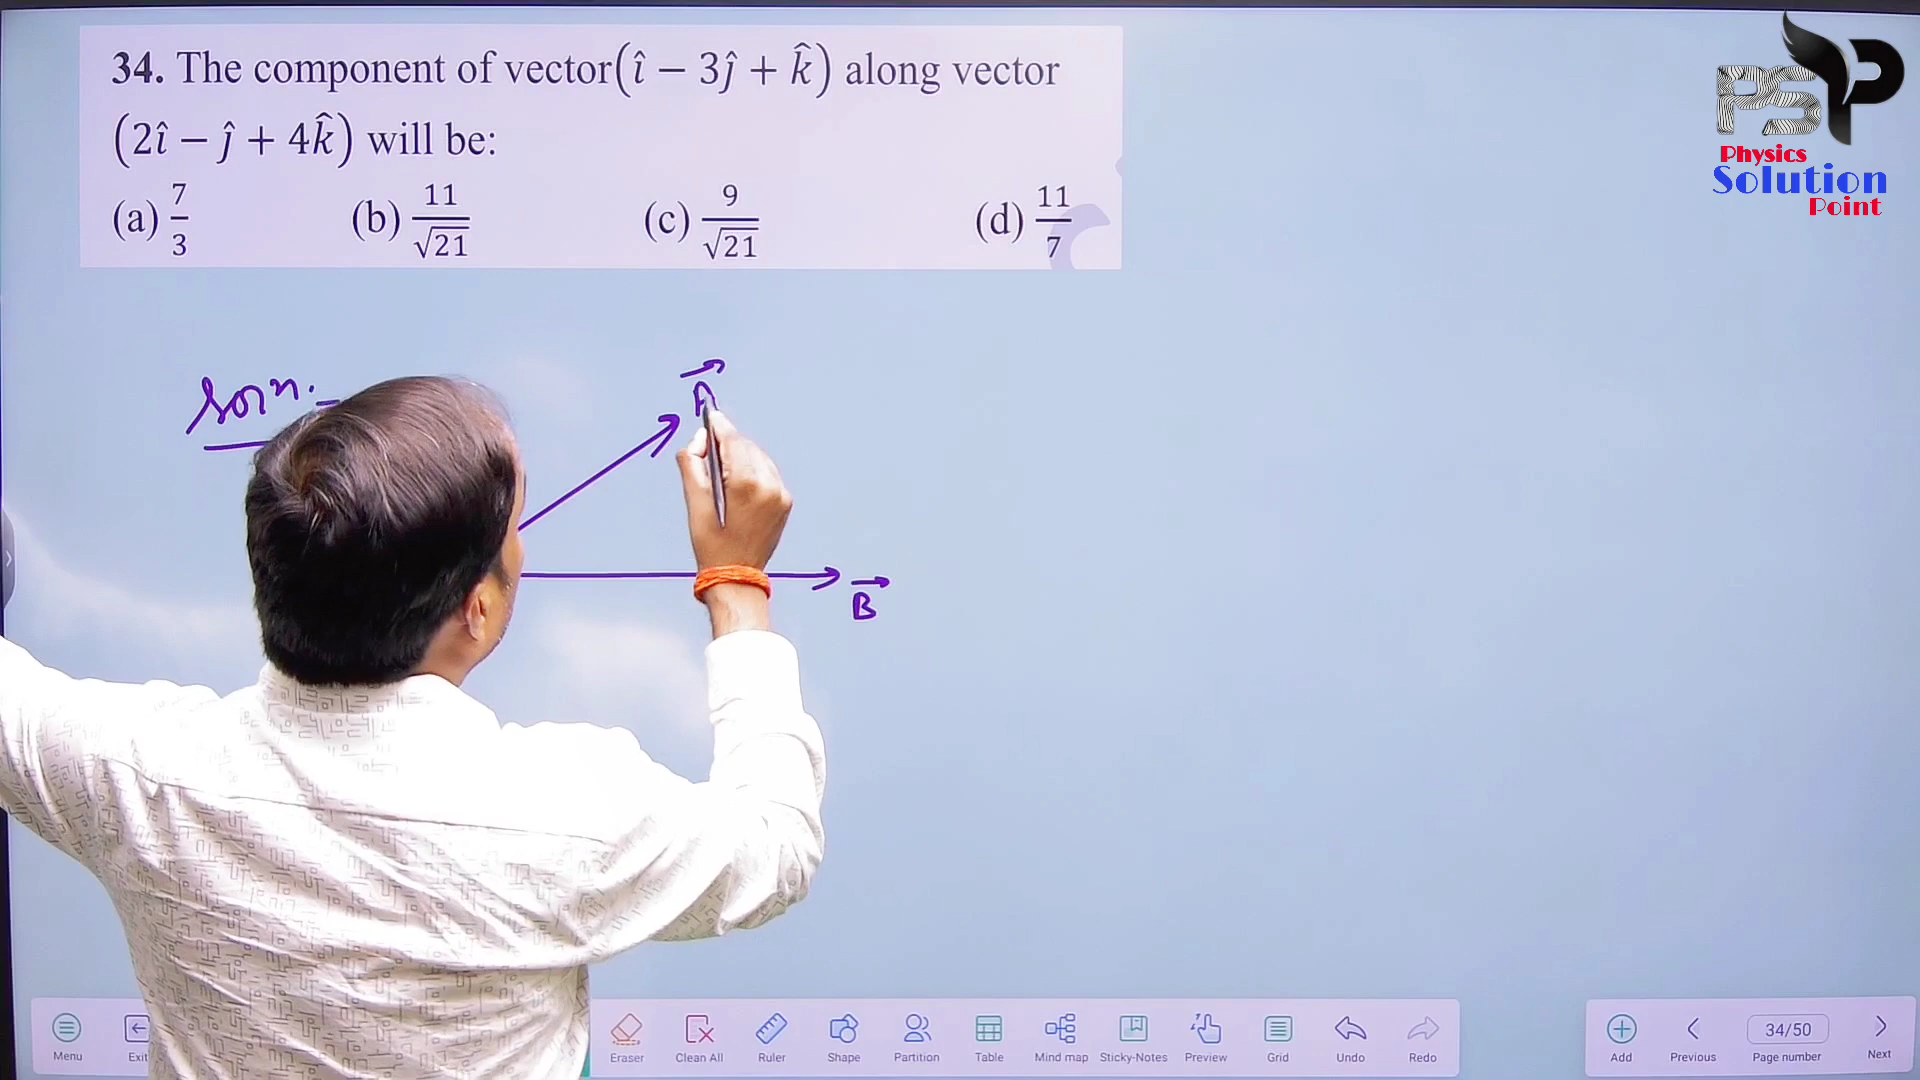 34. The component of vector(î − 3ĵ + k̂) along vector
(2î − ĵ + 4k̂) will be:
(a) 7/3 (b) 11/√21 (c) 9/√21 (d) 11/7
PSP
Physics
Solution
Point
Soln.
A
B
Menu Exit Eraser Clean All Ruler Shape Partition Table Mind map Sticky-Notes Preview Grid Undo Redo
Add Previous 34/50 Page number Next